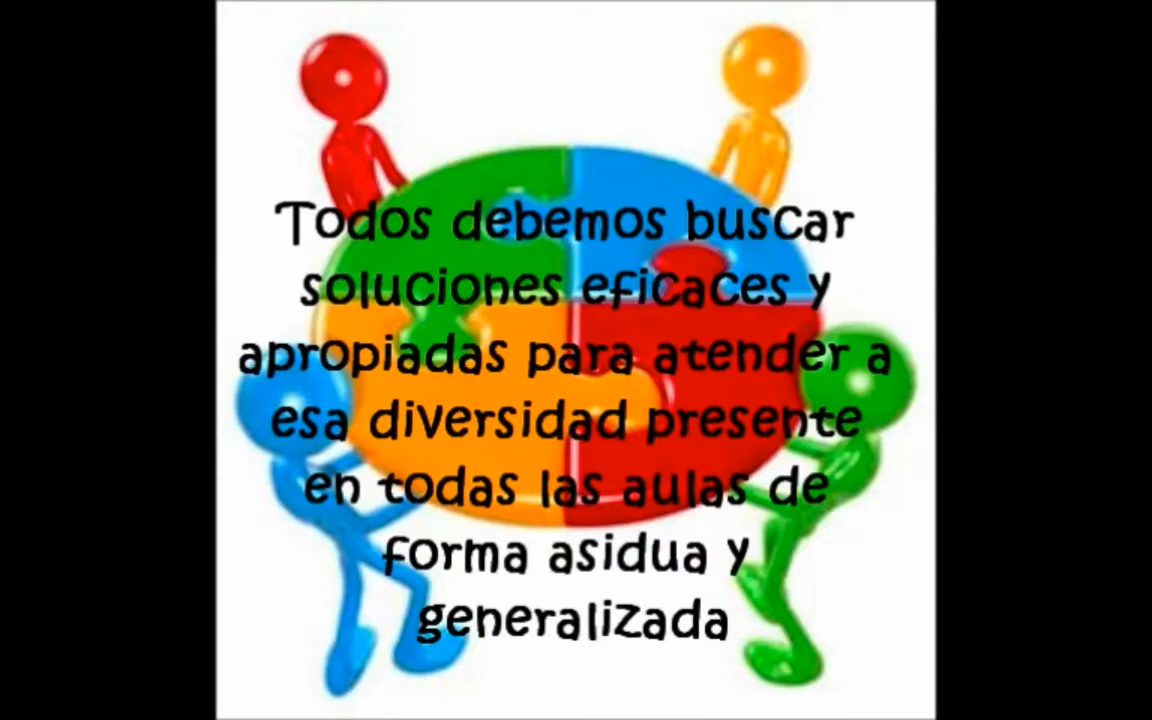 Todos debemos buscar
soluciones eficaces y
apropiadas para atender a
esa diversidad presente
en todas las aulas de
forma asidua y
generalizada